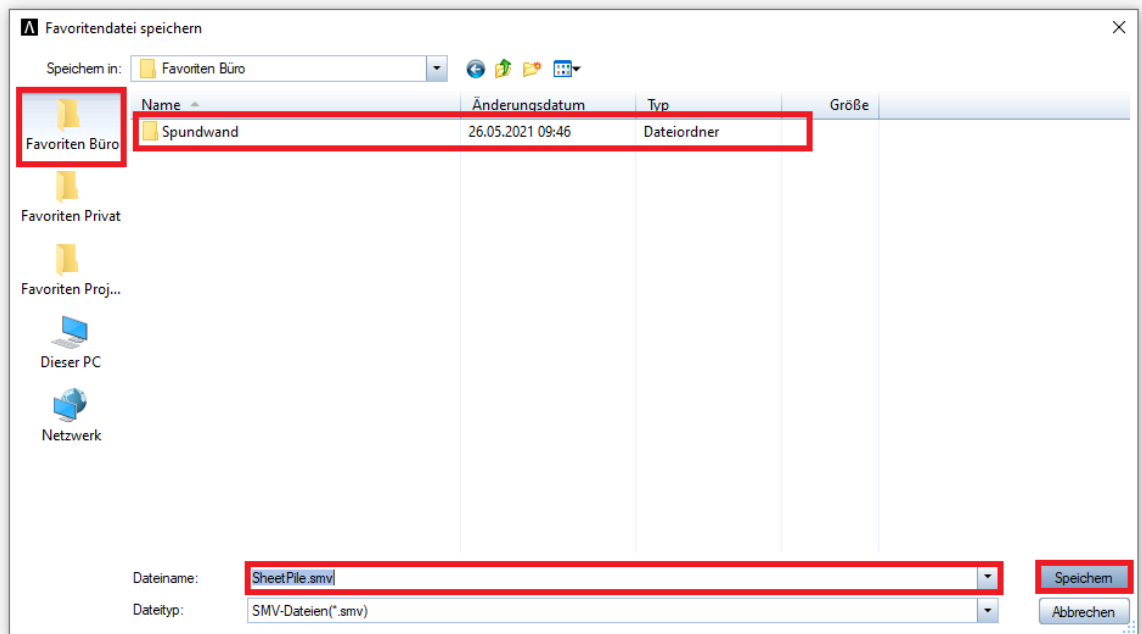 Favoritendatei speichern
Speichern in: Favoriten Büro
Name Änderungsdatum Typ Größe
Spundwand 26.05.2021 09:46 Dateiordner
Favoriten Büro
Favoriten Privat
Favoriten Proj...
Dieser PC
Netzwerk
Dateiname: SheetPile.smv Speichern
Dateityp: SMV-Dateien(*.smv) Abbrechen